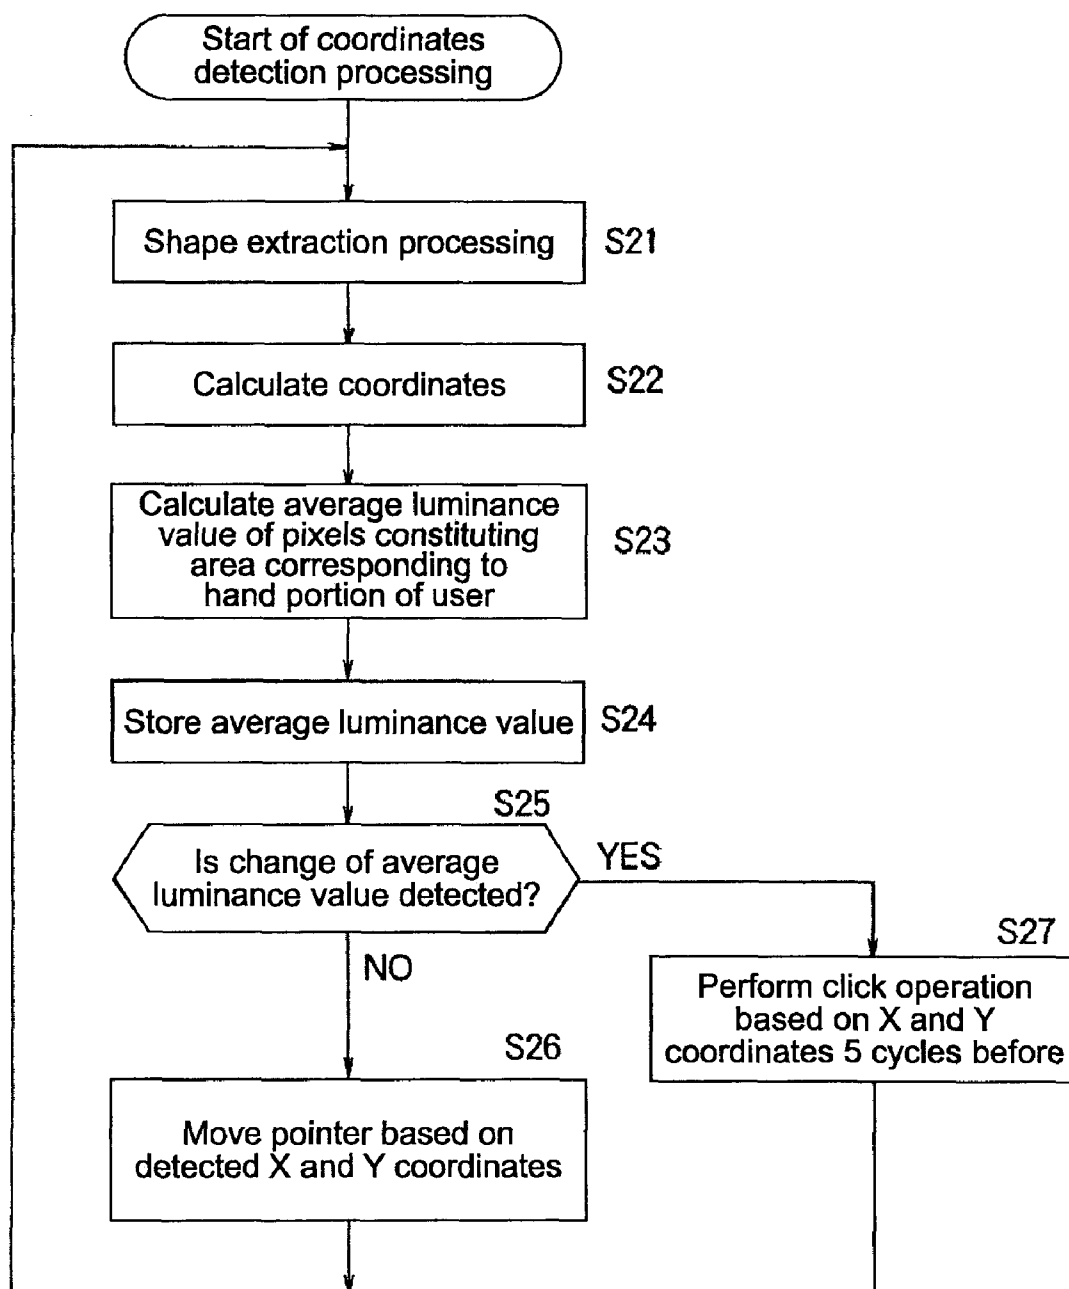 Start of coordinates
detection processing
Shape extraction processing
S21
Calculate coordinates
S22
Calculate average luminance
value of pixels constituting
area corresponding to
hand portion of user
S23
Store average luminance value
S24
S25
Is change of average
luminance value detected?
YES
NO
S27
Perform click operation
based on X and Y
coordinates 5 cycles before
S26
Move pointer based on
detected X and Y coordinates